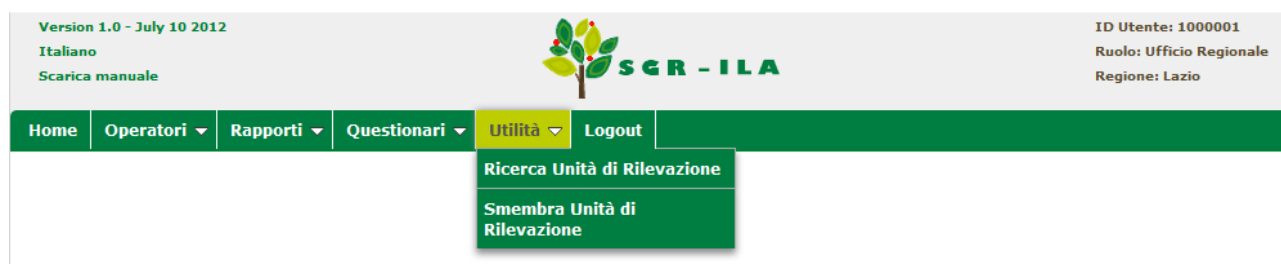 Version 1.0 - July 10 2012
Italiano
Scarica manuale
SGR-ILA
ID Utente: 1000001
Ruolo: Ufficio Regionale
Regione: Lazio
Home Operatori Rapporti Questionari Utilità Logout
Ricerca Unità di Rilevazione
Smembra Unità di
Rilevazione